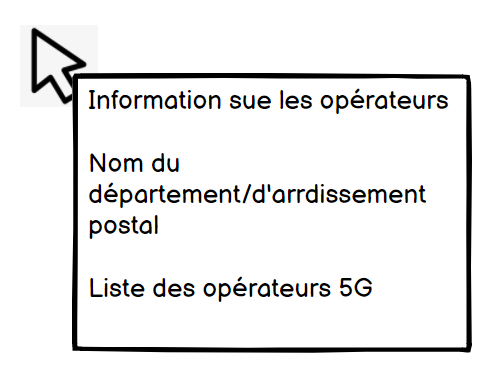 Information sue les opérateurs
Nom du
département/d'arrdissement
postal
Liste des opérateurs 5G